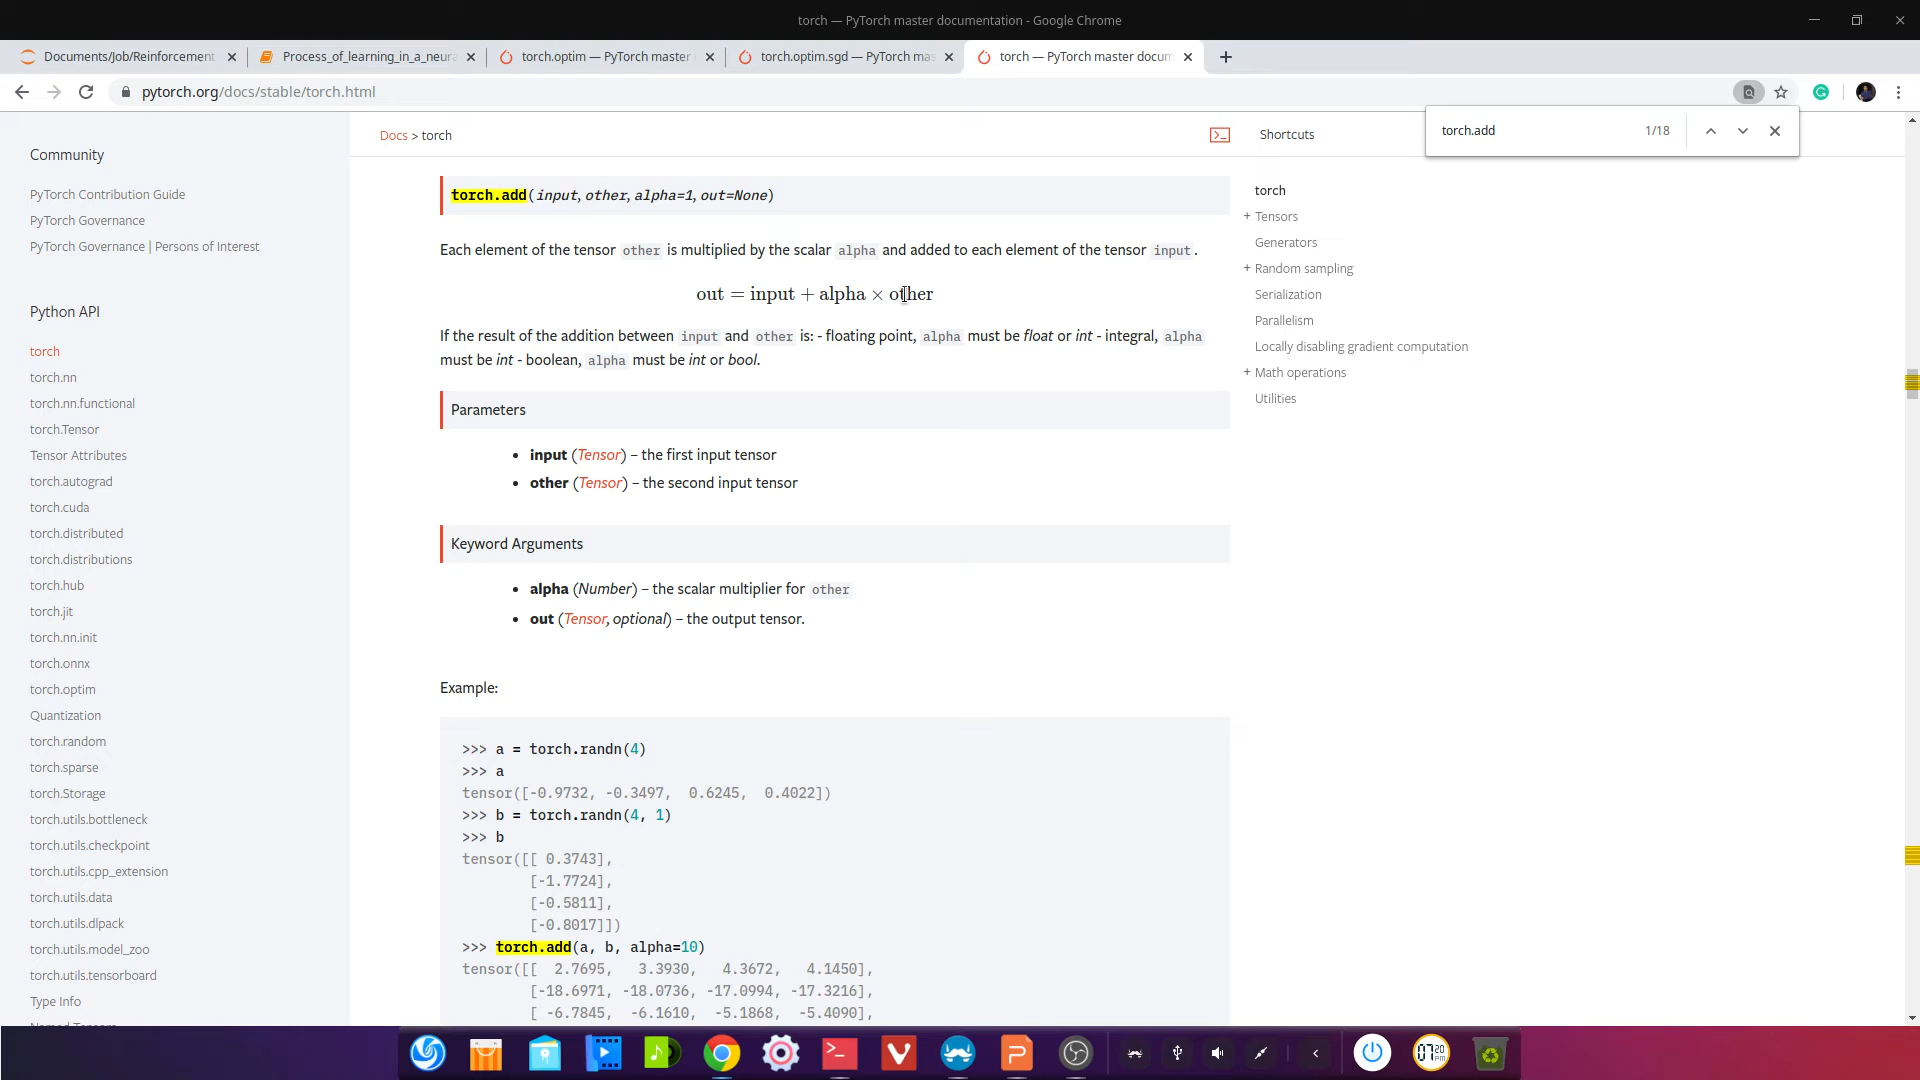 torch — PyTorch master documentation - Google Chrome
Documents/Job/Reinforcement
Process_of_learning_in_a_neura
torch.optim — PyTorch master
torch.optim.sgd — PyTorch mas
torch — PyTorch master docum
pytorch.org/docs/stable/torch.html
torch.add
1/18
Community
PyTorch Contribution Guide
PyTorch Governance
PyTorch Governance | Persons of Interest
Python API
torch
torch.nn
torch.nn.functional
torch.Tensor
Tensor Attributes
torch.autograd
torch.cuda
torch.distributed
torch.distributions
torch.hub
torch.jit
torch.nn.init
torch.onnx
torch.optim
Quantization
torch.random
torch.sparse
torch.Storage
torch.utils.bottleneck
torch.utils.checkpoint
torch.utils.cpp_extension
torch.utils.data
torch.utils.dlpack
torch.utils.model_zoo
torch.utils.tensorboard
Type Info
Docs > torch
Shortcuts
torch.add(input, other, alpha=1, out=None)
Each element of the tensor other is multiplied by the scalar alpha and added to each element of the tensor input.
out = input + alpha × other
If the result of the addition between input and other is: - floating point, alpha must be float or int - integral, alpha
must be int - boolean, alpha must be int or bool.
Parameters
• input (Tensor) – the first input tensor
• other (Tensor) – the second input tensor
Keyword Arguments
• alpha (Number) – the scalar multiplier for other
• out (Tensor, optional) – the output tensor.
Example:
>>> a = torch.randn(4)
>>> a
tensor([-0.9732, -0.3497,  0.6245,  0.4022])
>>> b = torch.randn(4, 1)
>>> b
tensor([[ 0.3743],
        [-1.7724],
        [-0.5811],
        [-0.8017]])
>>> torch.add(a, b, alpha=10)
tensor([[  2.7695,   3.3930,   4.3672,   4.1450],
        [-18.6971, -18.0736, -17.0994, -17.3216],
        [ -6.7845,  -6.1610,  -5.1868,  -5.4090],
torch
+ Tensors
Generators
+ Random sampling
Serialization
Parallelism
Locally disabling gradient computation
+ Math operations
Utilities
07 20 PM